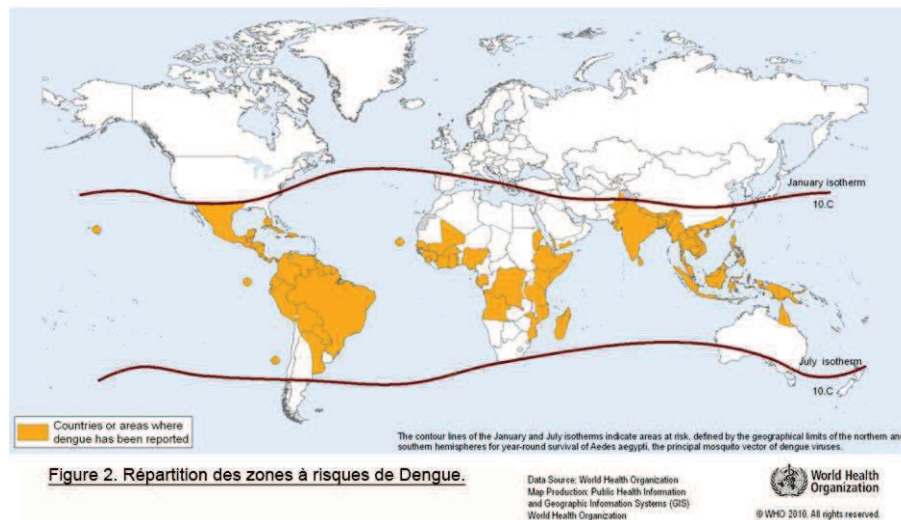 January isotherm
10.C
July isotherm
10.C
Countries or areas where
dengue has been reported
The contour lines of the January and July isotherms indicate areas at risk, defined by the geographical limits of the northern and
southern hemispheres for year-round survival of Aedes aegypti, the principal mosquito vector of dengue viruses.
Figure 2. Répartition des zones à risques de Dengue.
Data Source: World Health Organization
Map Production: Public Health Information
and Geographic Information Systems (GIS)
World Health Organization
World Health
Organization
© WHO 2010. All rights reserved.